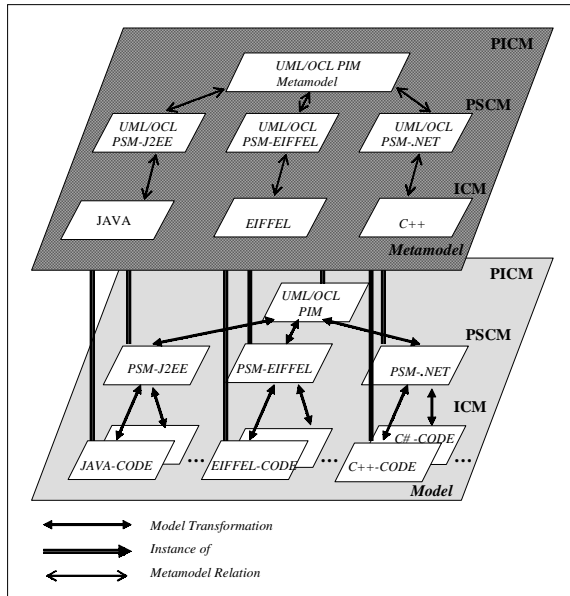 PICM
UML/OCL PIM
Metamodel
PSCM
UML/OCL
PSM-J2EE
UML/OCL
PSM-EIFFEL
UML/OCL
PSM-.NET
ICM
JAVA
EIFFEL
C++
Metamodel
PICM
UML/OCL
PIM
PSCM
PSM-J2EE
PSM-EIFFEL
PSM-.NET
ICM
C# -CODE
JAVA-CODE
...
EIFFEL-CODE
...
C++-CODE
...
Model
Model Transformation
Instance of
Metamodel Relation